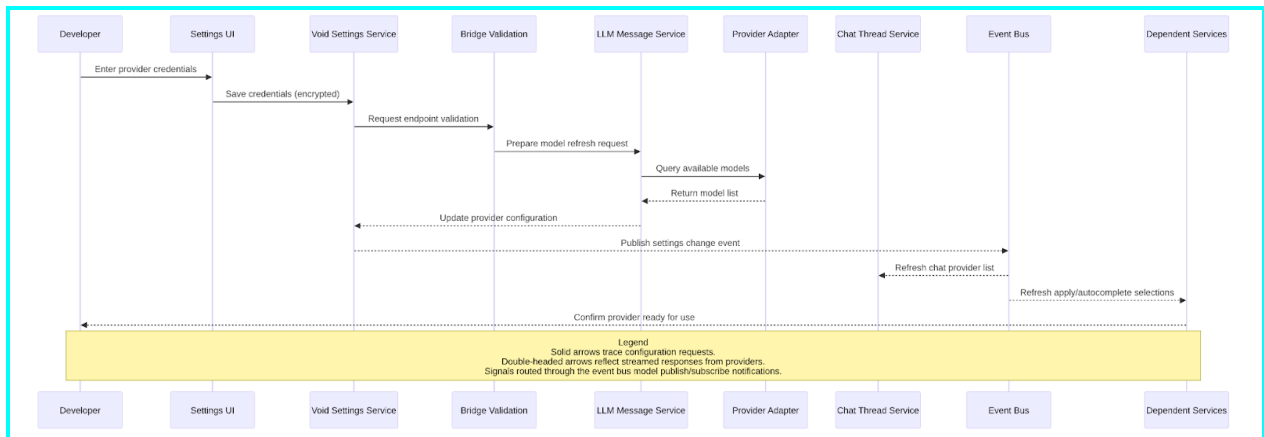 Developer
Settings UI
Void Settings Service
Bridge Validation
LLM Message Service
Provider Adapter
Chat Thread Service
Event Bus
Dependent Services
Enter provider credentials
Save credentials (encrypted)
Request endpoint validation
Prepare model refresh request
Query available models
Return model list
Update provider configuration
Publish settings change event
Refresh chat provider list
Refresh apply/autocomplete selections
Confirm provider ready for use
Legend
Solid arrows trace configuration requests.
Double-headed arrows reflect streamed responses from providers.
Signals routed through the event bus model publish/subscribe notifications.
Developer
Settings UI
Void Settings Service
Bridge Validation
LLM Message Service
Provider Adapter
Chat Thread Service
Event Bus
Dependent Services